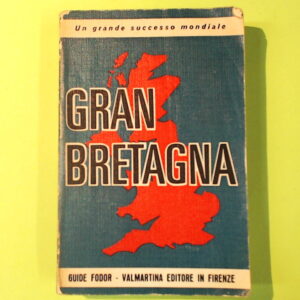 Un grande successo mondiale
GRAN
BRETAGNA
GUIDE FODOR - VALMARTINA EDITORE IN FIRENZE